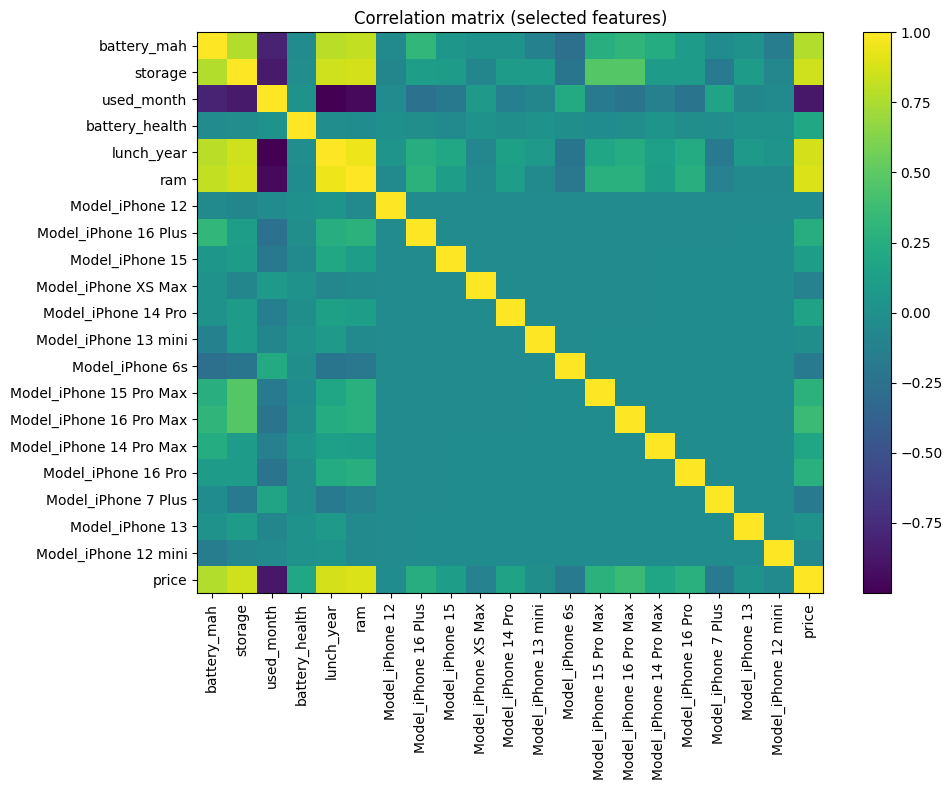 Correlation matrix (selected features)
battery_mah
storage
used_month
battery_health
lunch_year
ram
Model_iPhone 12
Model_iPhone 16 Plus
Model_iPhone 15
Model_iPhone XS Max
Model_iPhone 14 Pro
Model_iPhone 13 mini
Model_iPhone 6s
Model_iPhone 15 Pro Max
Model_iPhone 16 Pro Max
Model_iPhone 14 Pro Max
Model_iPhone 16 Pro
Model_iPhone 7 Plus
Model_iPhone 13
Model_iPhone 12 mini
price
battery_mah
storage
used_month
battery_health
lunch_year
ram
Model_iPhone 12
Model_iPhone 16 Plus
Model_iPhone 15
Model_iPhone XS Max
Model_iPhone 14 Pro
Model_iPhone 13 mini
Model_iPhone 6s
Model_iPhone 15 Pro Max
Model_iPhone 16 Pro Max
Model_iPhone 14 Pro Max
Model_iPhone 16 Pro
Model_iPhone 7 Plus
Model_iPhone 13
Model_iPhone 12 mini
price
1.00
0.75
0.50
0.25
0.00
−0.25
−0.50
−0.75